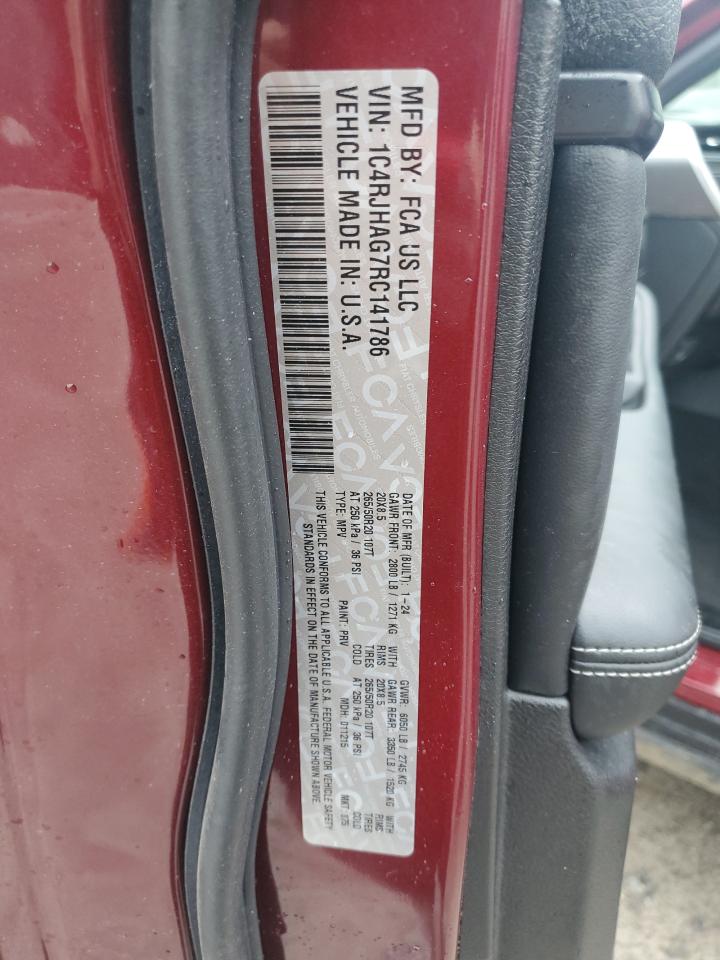 MFD BY: FCA US LLC
VIN: 1C4RJHAG7RC141786
VEHICLE MADE IN: U.S.A.
DATE OF MFR (BUILT): 1-24 GVWR: 6050 LB / 2745 KG
GAWR FRONT: 2800 LB / 1271 KG WITH GAWR REAR: 3350 LB / 1520 KG WITH
20X8.5 RIMS 20X8.5 RIMS
265/50R20 107T TIRES 265/50R20 107T TIRES
AT 250 kPa / 36 PSI COLD AT 250 kPa / 36 PSI COLD
TYPE: MPV PAINT: PRV MDH: 011215 MKT:
THIS VEHICLE CONFORMS TO ALL APPLICABLE U.S.A. FEDERAL MOTOR VEHICLE SAFETY
STANDARDS IN EFFECT ON THE DATE OF MANUFACTURE SHOWN ABOVE.